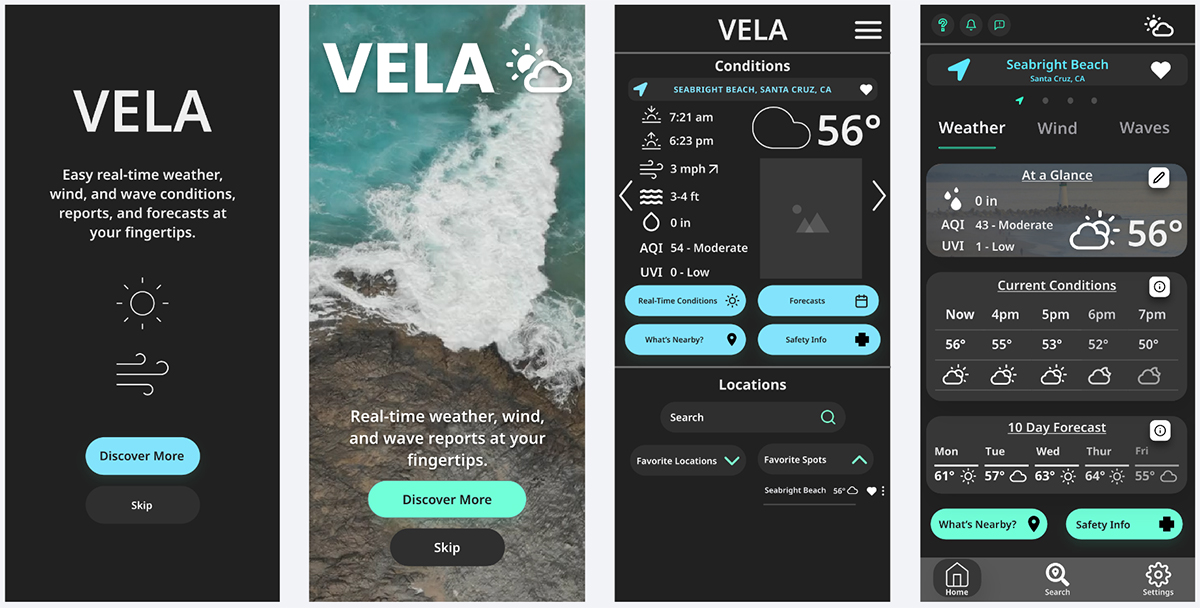 VELA
Easy real-time weather,
wind, and wave conditions,
reports, and forecasts at
your fingertips.
Discover More
Skip
VELA
Real-time weather, wind,
and wave reports at your
fingertips.
Discover More
Skip
VELA
Conditions
SEABRIGHT BEACH, SANTA CRUZ, CA
7:21 am
6:23 pm
56°
3 mph
3-4 ft
0 in
AQI 54 - Moderate
UVI 0 - Low
Real-Time Conditions
Forecasts
What's Nearby?
Safety Info
Locations
Search
Favorite Locations
Favorite Spots
Seabright Beach 56°
Seabright Beach
Santa Cruz, CA
Weather Wind Waves
At a Glance
0 in
AQI 43 - Moderate
UVI 1 - Low
56°
Current Conditions
Now 4pm 5pm 6pm 7pm
56° 55° 53° 52° 50°
10 Day Forecast
Mon Tue Wed Thur Fri
61° 57° 63° 64° 55°
What's Nearby?
Safety Info
Home
Search
Settings